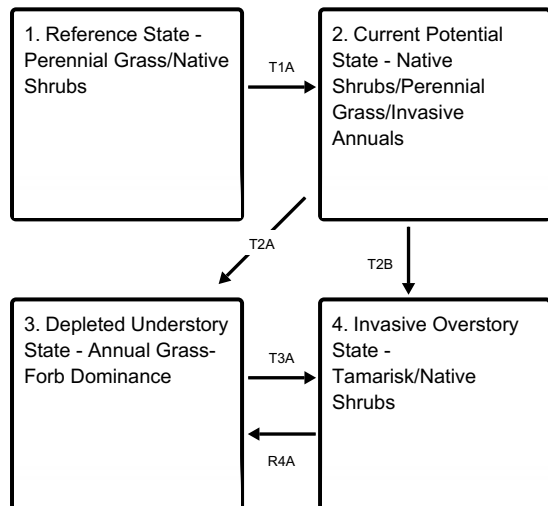 1. Reference State -
Perennial Grass/Native
Shrubs
T1A
2. Current Potential
State - Native
Shrubs/Perennial
Grass/Invasive
Annuals
T2A
T2B
3. Depleted Understory
State - Annual Grass-
Forb Dominance
T3A
R4A
4. Invasive Overstory
State -
Tamarisk/Native
Shrubs